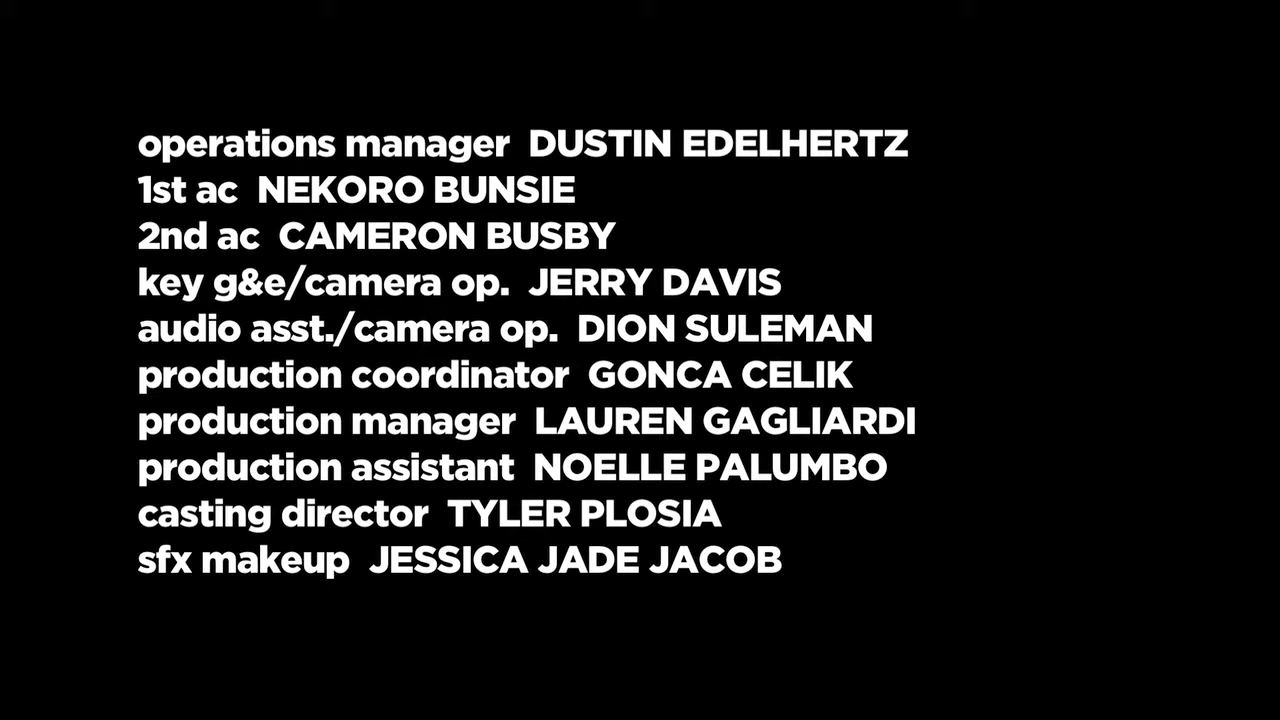 operations manager DUSTIN EDELHERTZ
1st ac NEKORO BUNSIE
2nd ac CAMERON BUSBY
key g&e/camera op. JERRY DAVIS
audio asst./camera op. DION SULEMAN
production coordinator GONCA CELIK
production manager LAUREN GAGLIARDI
production assistant NOELLE PALUMBO
casting director TYLER PLOSIA
sfx makeup JESSICA JADE JACOB